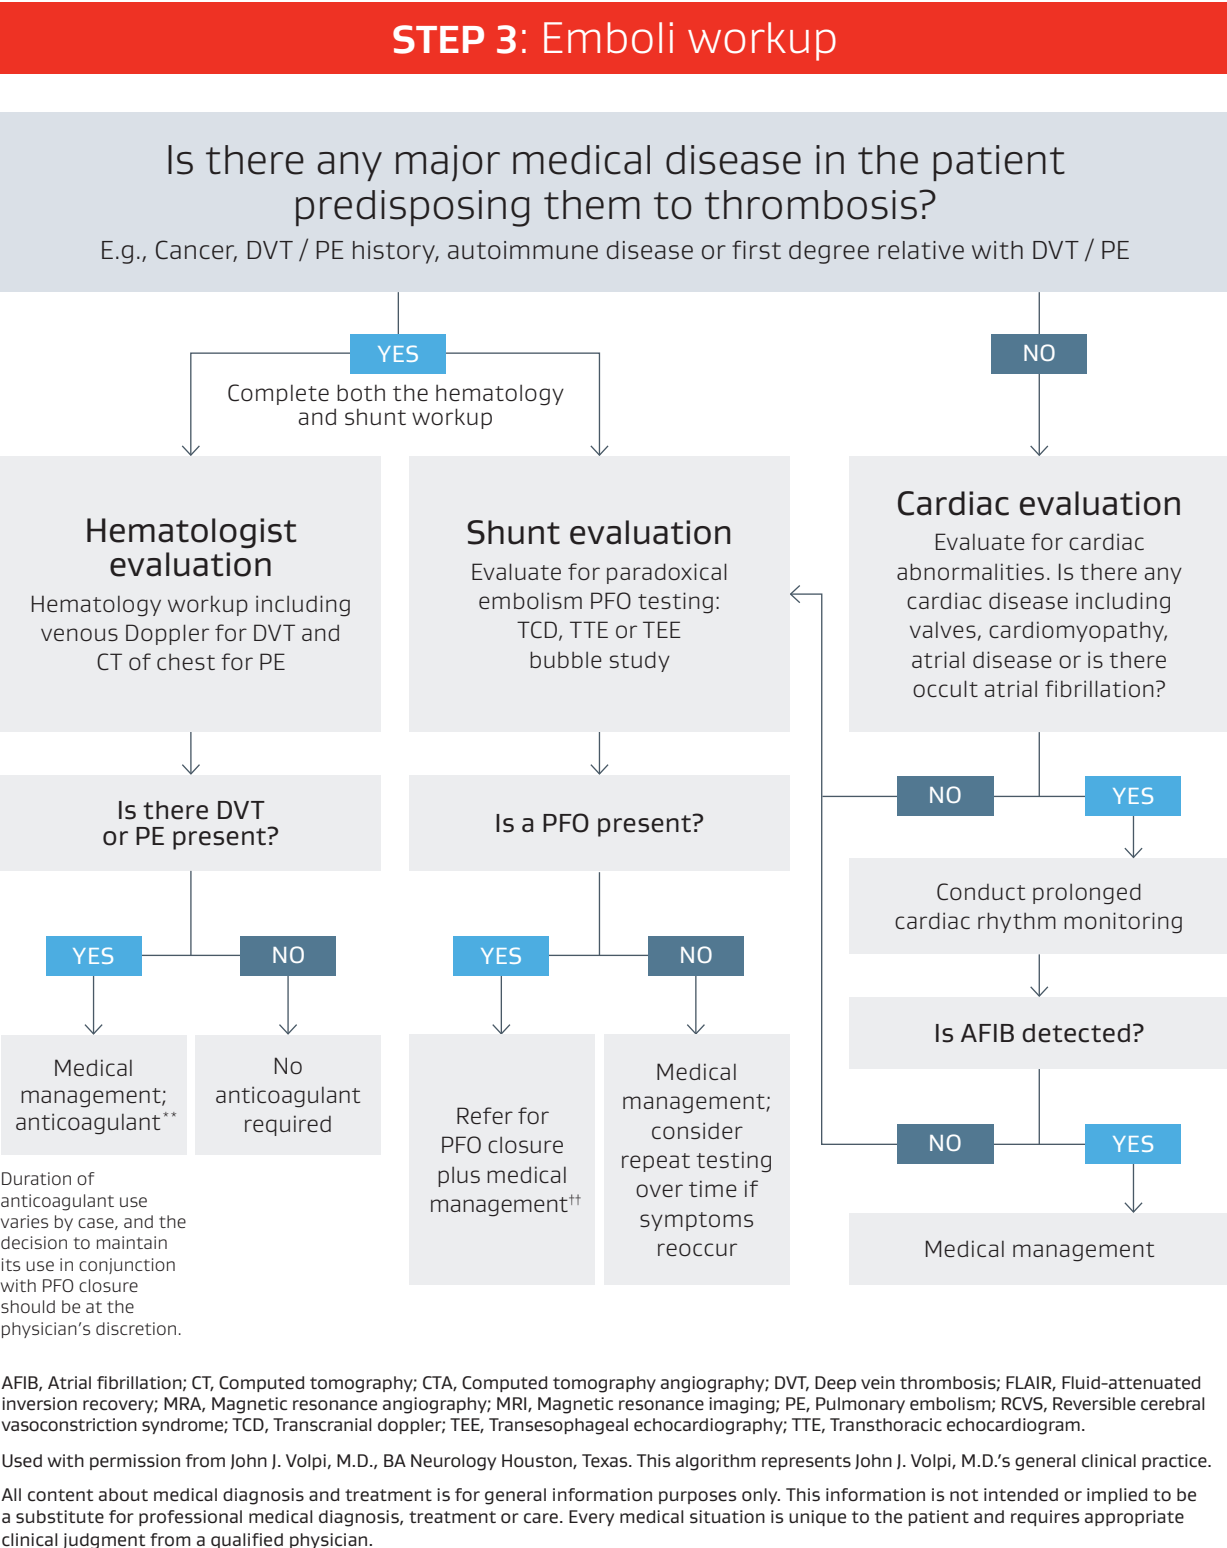 STEP 3: Emboli workup
Is there any major medical disease in the patient
predisposing them to thrombosis?
E.g., Cancer, DVT / PE history, autoimmune disease or first degree relative with DVT / PE
YES
Complete both the hematology
and shunt workup
NO
Hematologist
evaluation
Hematology workup including
venous Doppler for DVT and
CT of chest for PE
Shunt evaluation
Evaluate for paradoxical
embolism PFO testing:
TCD, TTE or TEE
bubble study
Cardiac evaluation
Evaluate for cardiac
abnormalities. Is there any
cardiac disease including
valves, cardiomyopathy,
atrial disease or is there
occult atrial fibrillation?
Is there DVT
or PE present?
Is a PFO present?
NO
YES
Conduct prolonged
cardiac rhythm monitoring
YES
NO
YES
NO
Is AFIB detected?
Medical
management;
anticoagulant**
No
anticoagulant
required
Refer for
PFO closure
plus medical
management††
Medical
management;
consider
repeat testing
over time if
symptoms
reoccur
NO
YES
Medical management
Duration of
anticoagulant use
varies by case, and the
decision to maintain
its use in conjunction
with PFO closure
should be at the
physician's discretion.
AFIB, Atrial fibrillation; CT, Computed tomography; CTA, Computed tomography angiography; DVT, Deep vein thrombosis; FLAIR, Fluid-attenuated
inversion recovery; MRA, Magnetic resonance angiography; MRI, Magnetic resonance imaging; PE, Pulmonary embolism; RCVS, Reversible cerebral
vasoconstriction syndrome; TCD, Transcranial doppler; TEE, Transesophageal echocardiography; TTE, Transthoracic echocardiogram.
Used with permission from John J. Volpi, M.D., BA Neurology Houston, Texas. This algorithm represents John J. Volpi, M.D.'s general clinical practice.
All content about medical diagnosis and treatment is for general information purposes only. This information is not intended or implied to be
a substitute for professional medical diagnosis, treatment or care. Every medical situation is unique to the patient and requires appropriate
clinical judgment from a qualified physician.